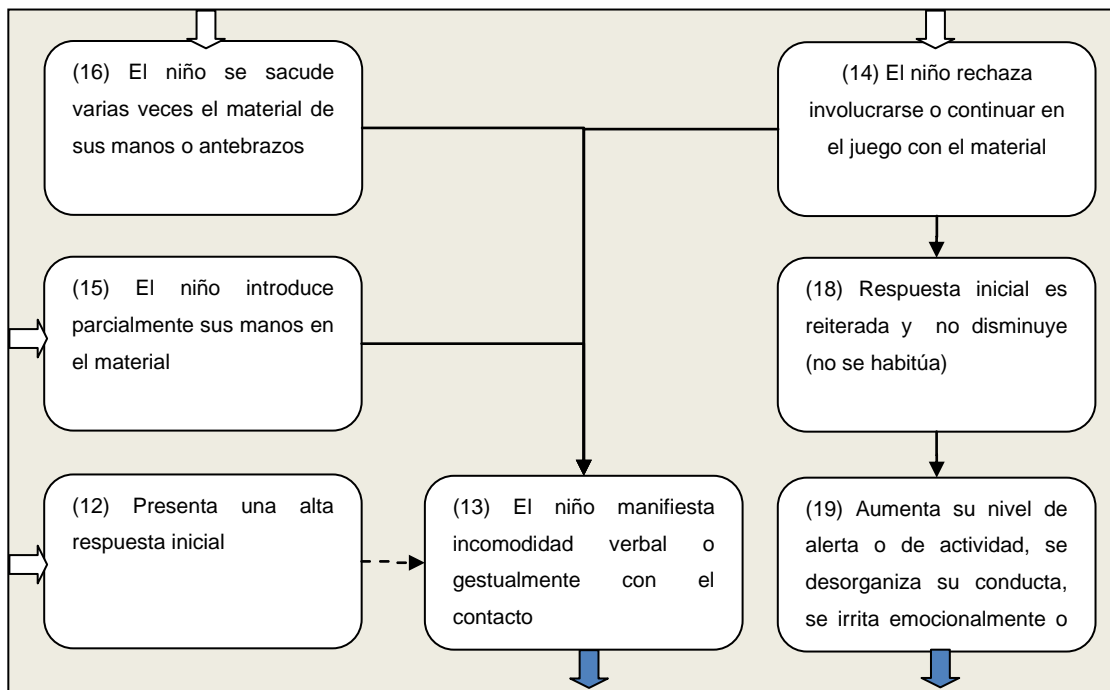 (16) El niño se sacude
varias veces el material de
sus manos o antebrazos
(14) El niño rechaza
involucrarse o continuar en
el juego con el material
(15) El niño introduce
parcialmente sus manos en
el material
(18) Respuesta inicial es
reiterada y no disminuye
(no se habitúa)
(12) Presenta una alta
respuesta inicial
(13) El niño manifiesta
incomodidad verbal o
gestualmente con el
contacto
(19) Aumenta su nivel de
alerta o de actividad, se
desorganiza su conducta,
se irrita emocionalmente o